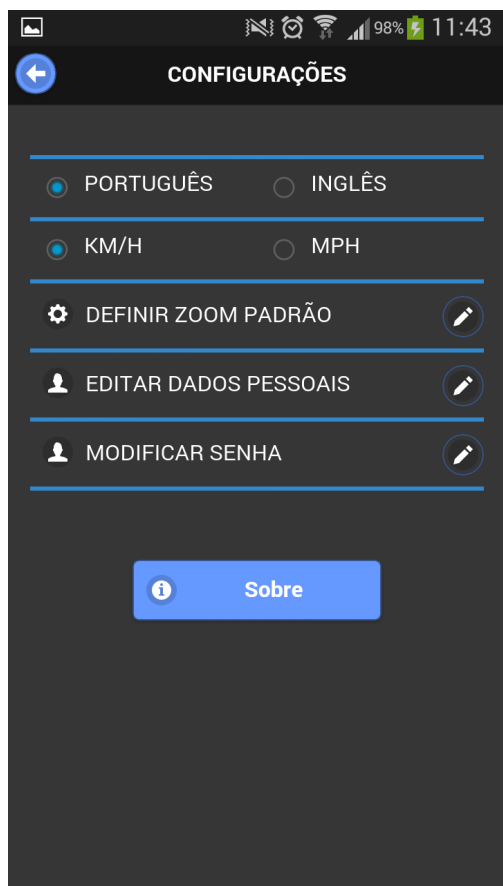 98% 11:43
CONFIGURAÇÕES
PORTUGUÊS INGLÊS
KM/H MPH
DEFINIR ZOOM PADRÃO
EDITAR DADOS PESSOAIS
MODIFICAR SENHA
Sobre